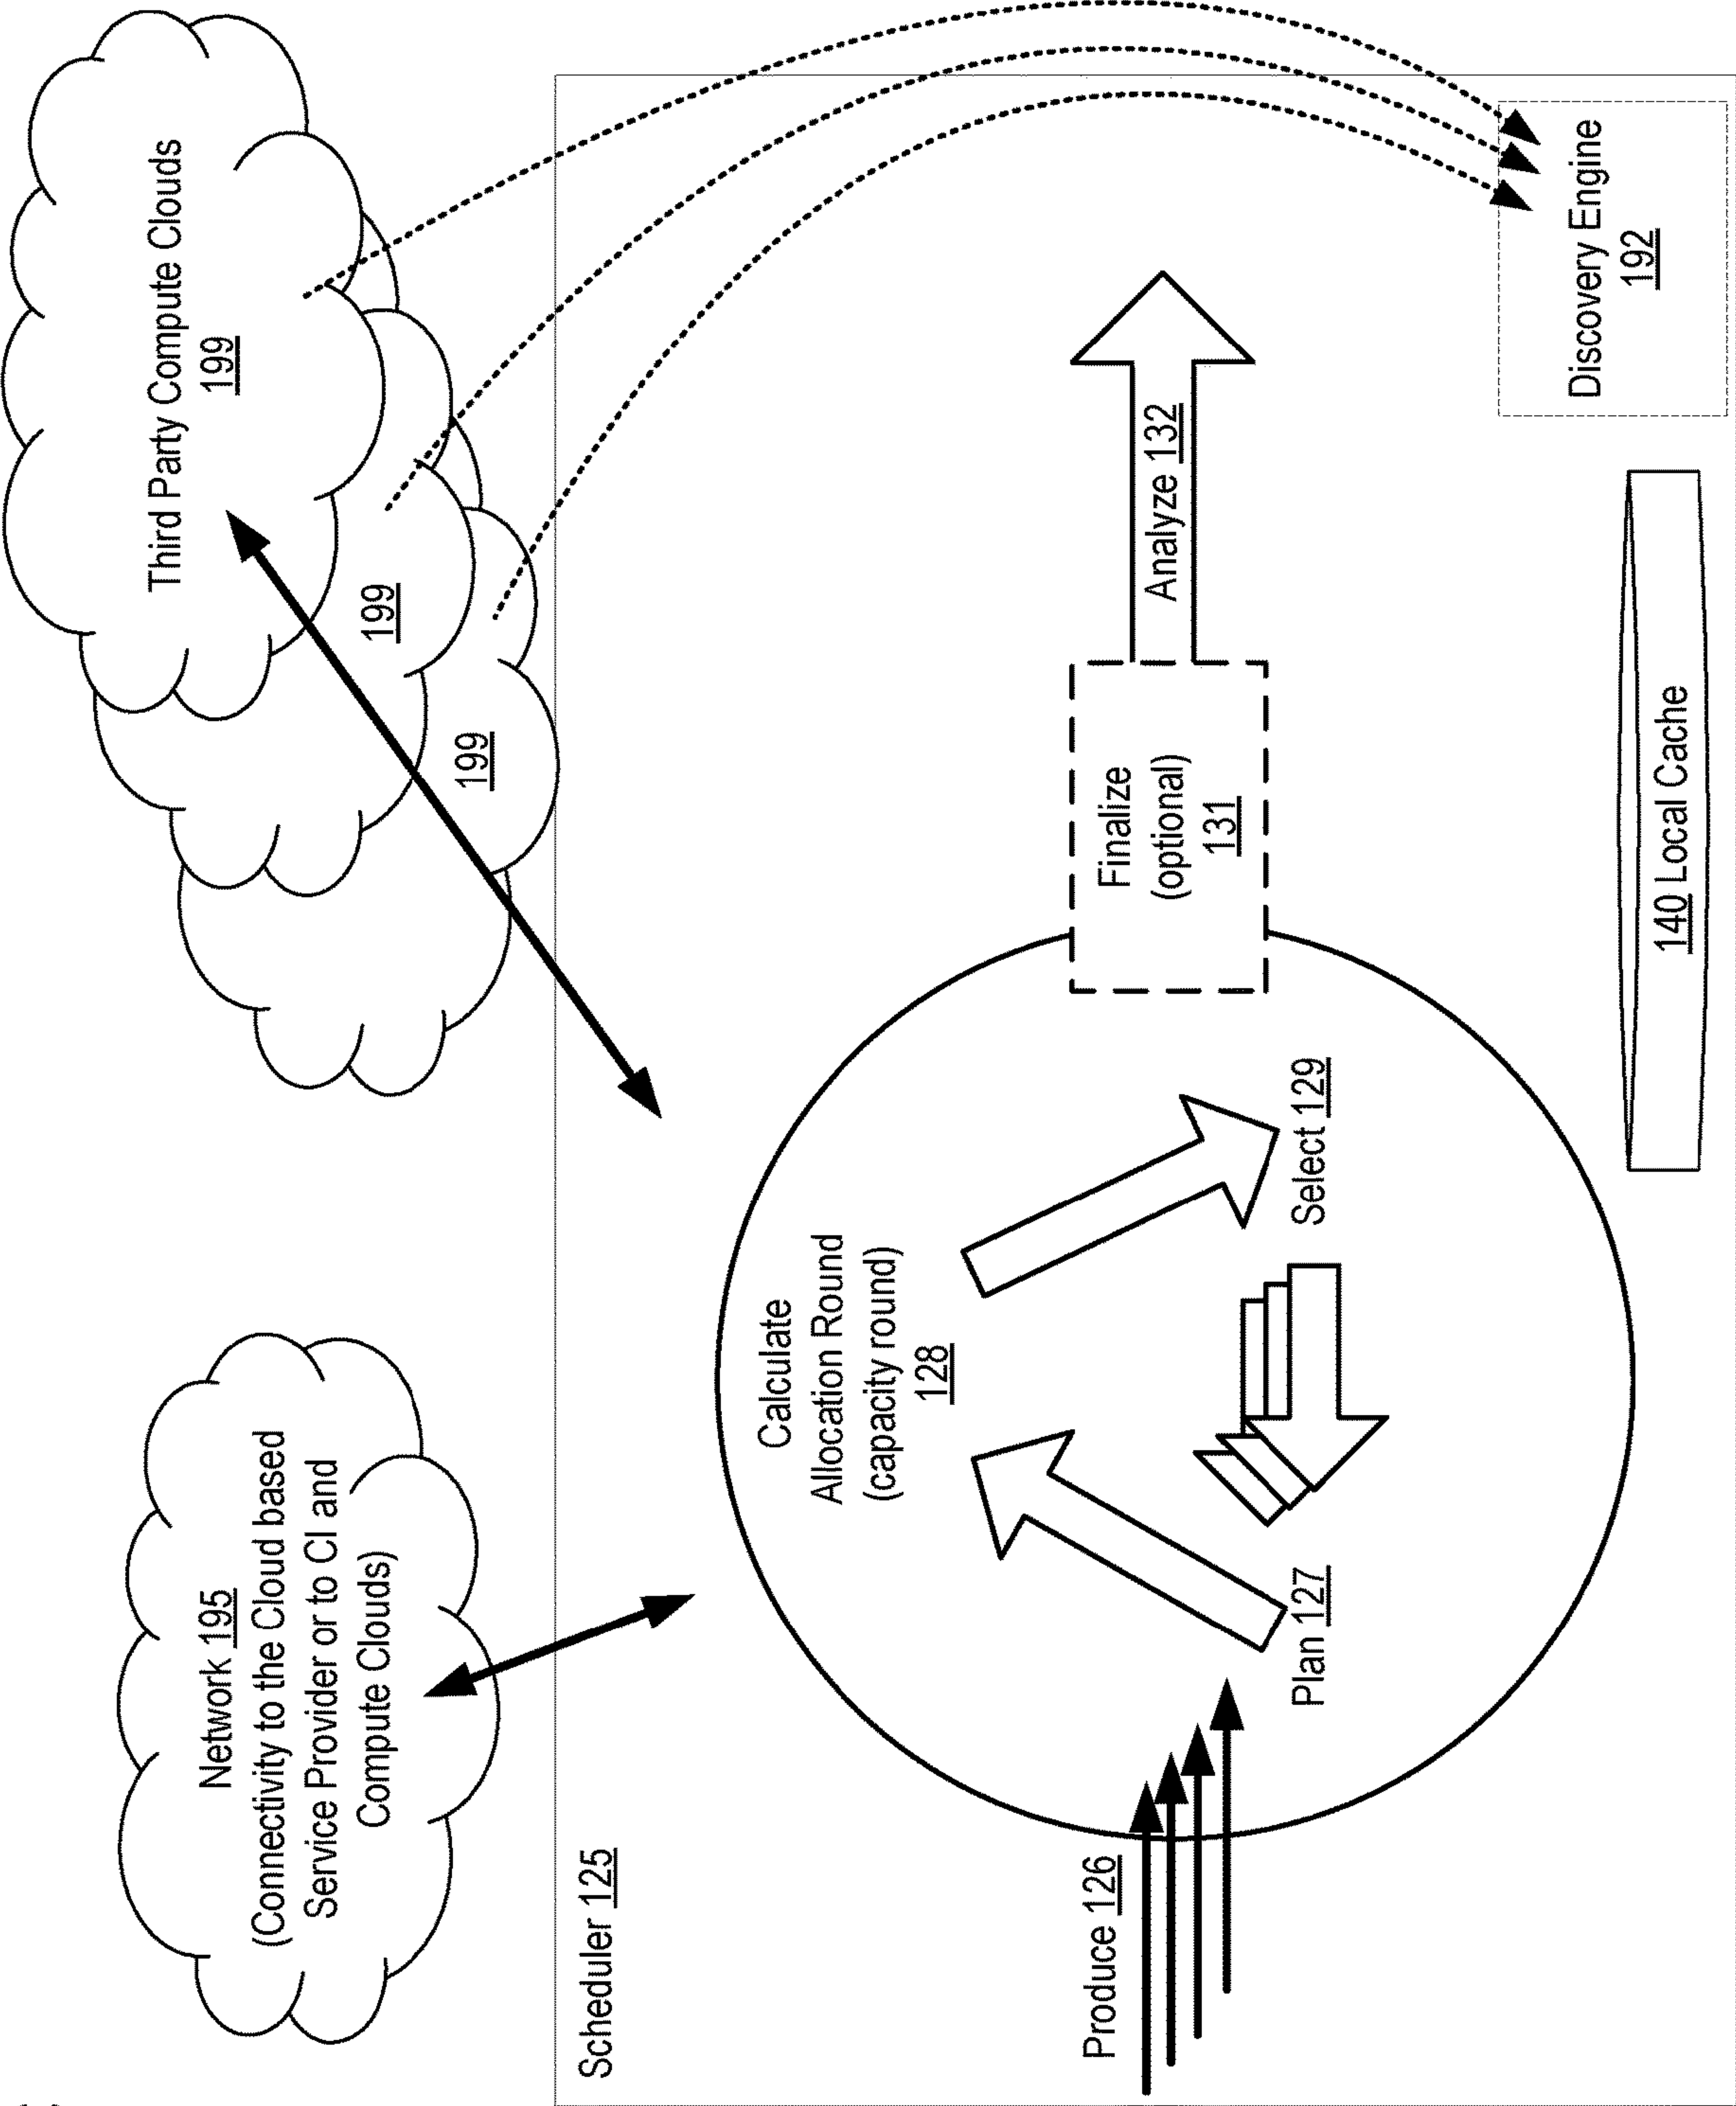 Network 195
(Connectivity to the Cloud based
Service Provider or to CI and
Compute Clouds)
Third Party Compute Clouds
199
199
199
Scheduler 125
Calculate
Allocation Round
(capacity round)
128
Produce 126
Plan 127
Select 129
Finalize
(optional)
131
Analyze 132
140 Local Cache
Discovery Engine
192